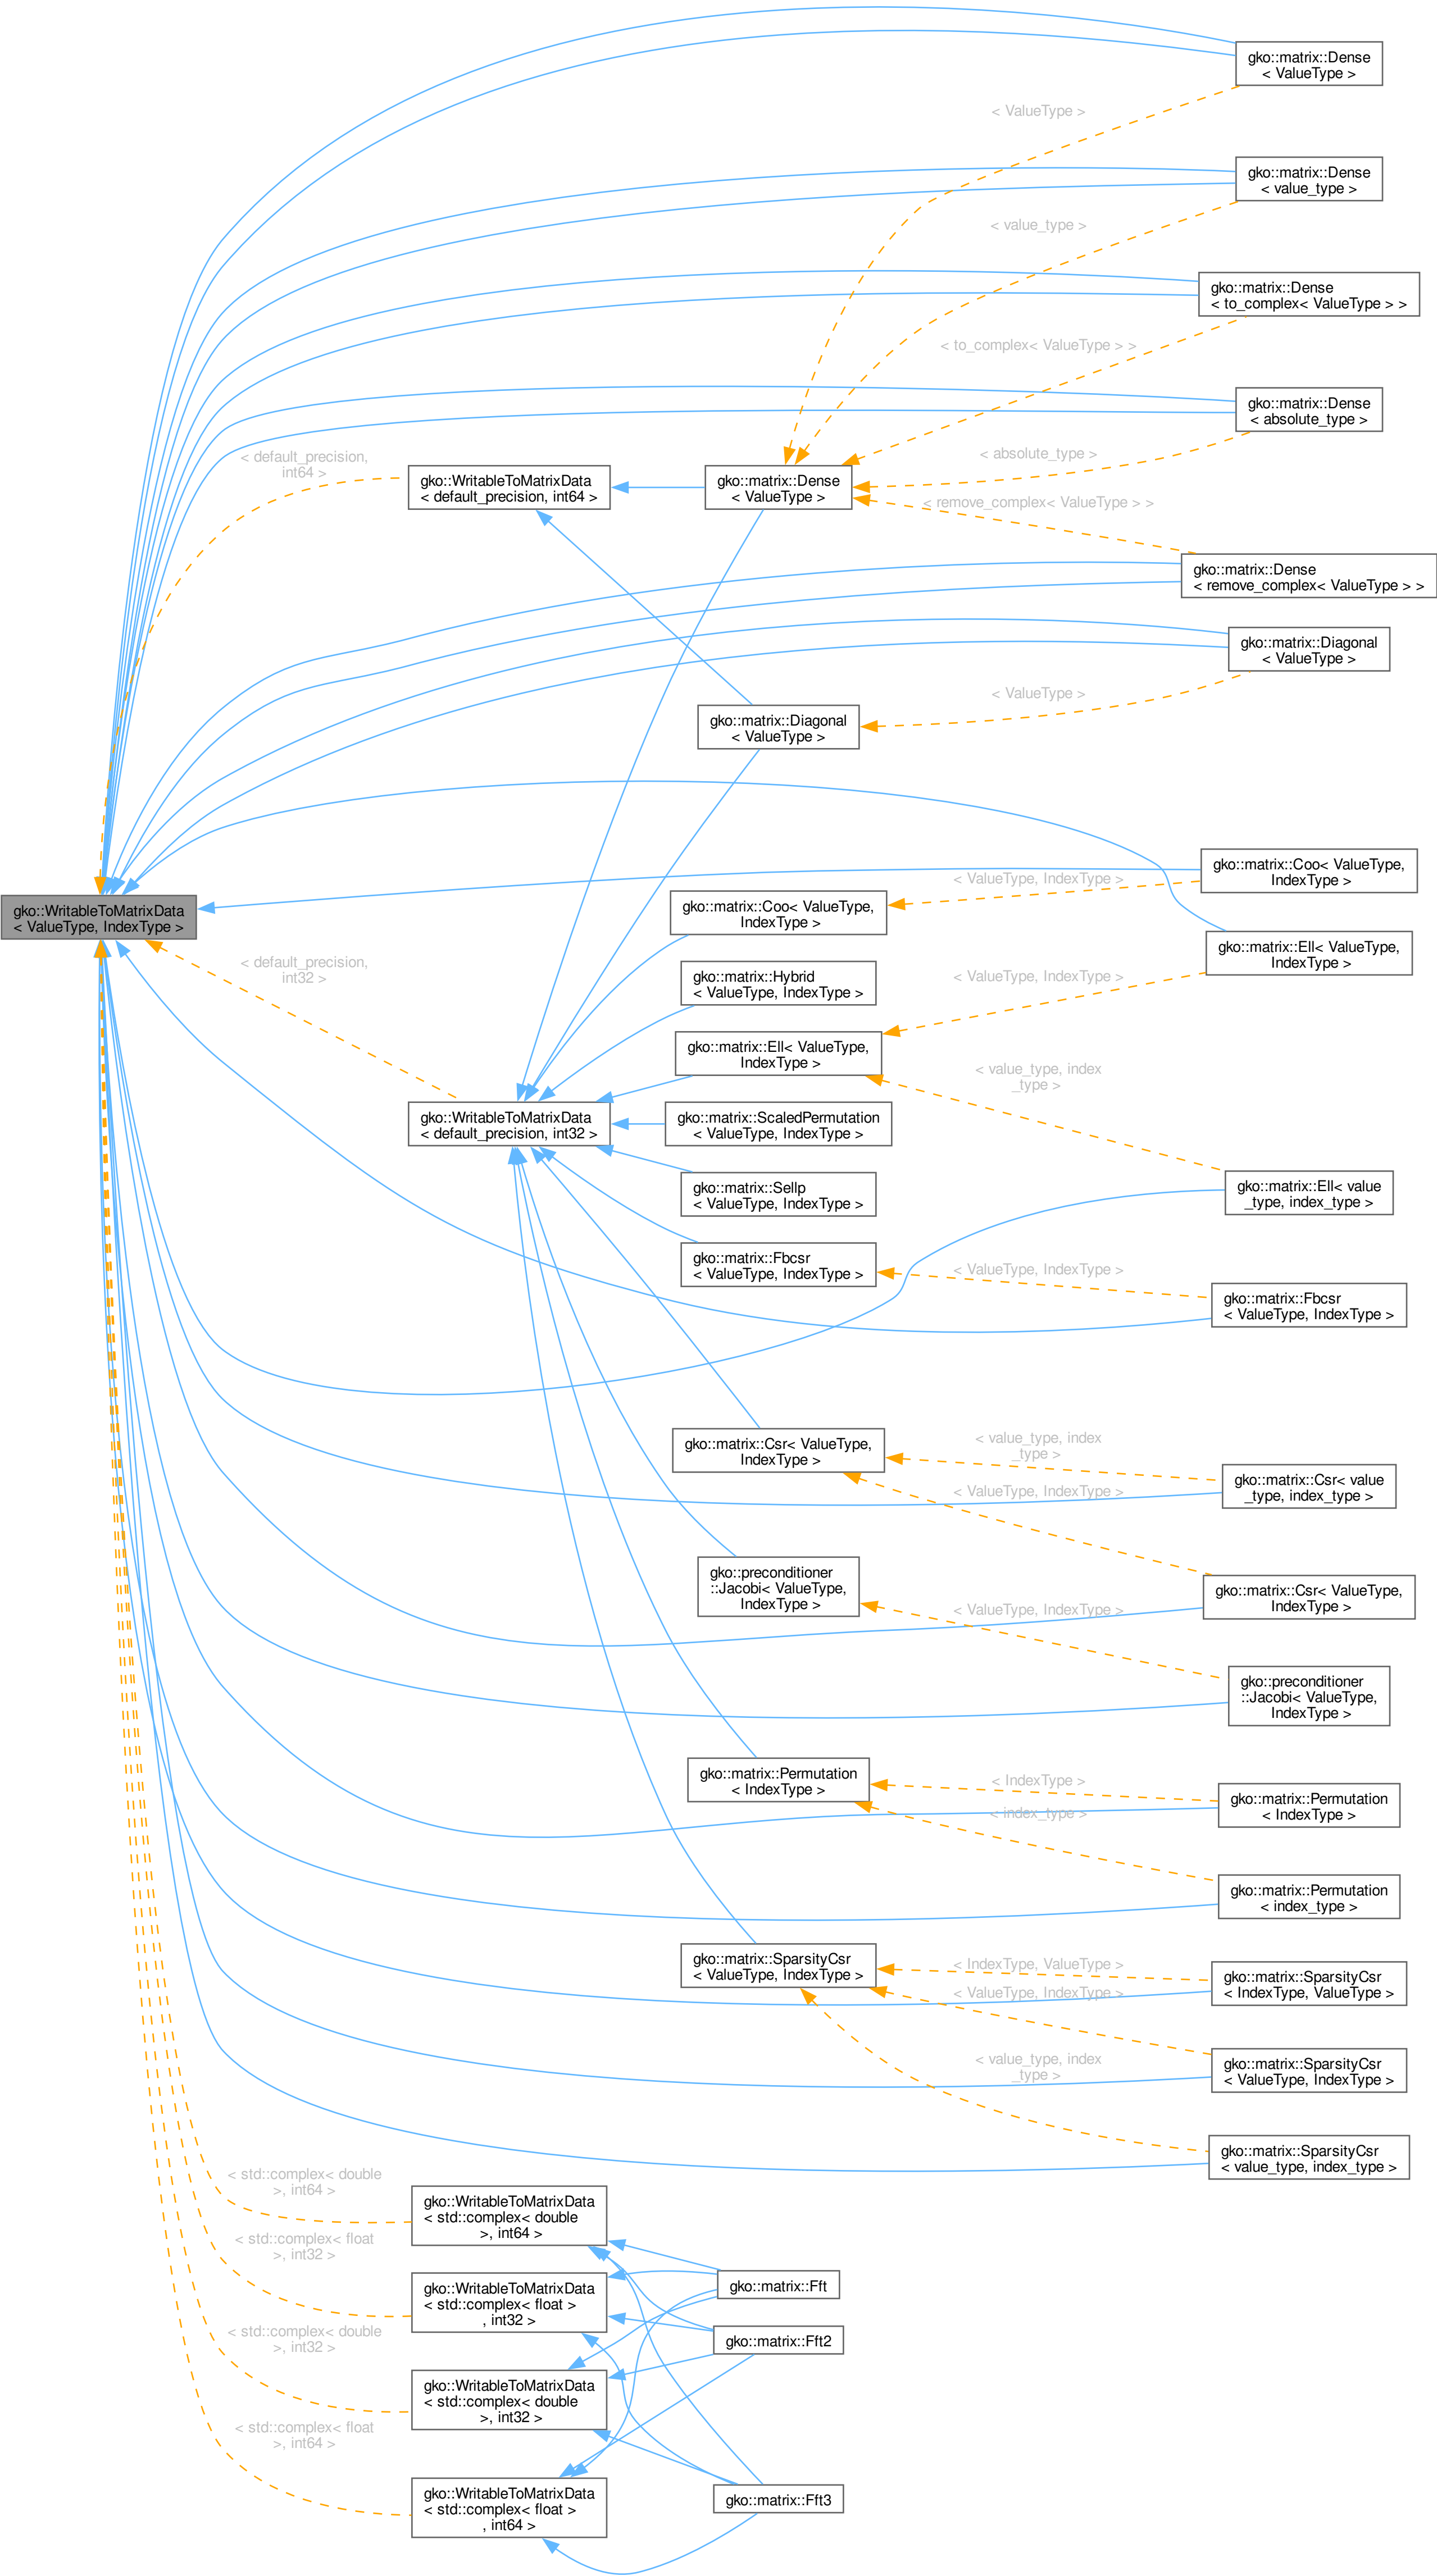 gko::matrix::Dense
< ValueType >
< ValueType >
gko::matrix::Dense
< value_type >
< value_type >
gko::matrix::Dense
< to_complex< ValueType > >
< to_complex< ValueType > >
gko::matrix::Dense
< absolute_type >
< absolute_type >
< default_precision,
int64 >
gko::WritableToMatrixData
< default_precision, int64 >
gko::matrix::Dense
< ValueType >
< remove_complex< ValueType > >
gko::matrix::Dense
< remove_complex< ValueType > >
gko::matrix::Diagonal
< ValueType >
< ValueType >
gko::matrix::Diagonal
< ValueType >
gko::matrix::Coo< ValueType,
IndexType >
< ValueType, IndexType >
gko::WritableToMatrixData
< ValueType, IndexType >
gko::matrix::Coo< ValueType,
IndexType >
gko::matrix::Ell< ValueType,
IndexType >
< default_precision,
int32 >
gko::matrix::Hybrid
< ValueType, IndexType >
< ValueType, IndexType >
gko::matrix::Ell< ValueType,
IndexType >
< value_type, index
_type >
gko::WritableToMatrixData
< default_precision, int32 >
gko::matrix::ScaledPermutation
< ValueType, IndexType >
gko::matrix::Sellp
< ValueType, IndexType >
gko::matrix::Ell< value
_type, index_type >
gko::matrix::Fbcsr
< ValueType, IndexType >
< ValueType, IndexType >
gko::matrix::Fbcsr
< ValueType, IndexType >
gko::matrix::Csr< ValueType,
IndexType >
< value_type, index
_type >
gko::matrix::Csr< value
_type, index_type >
< ValueType, IndexType >
gko::preconditioner
::Jacobi< ValueType,
IndexType >
gko::matrix::Csr< ValueType,
IndexType >
< ValueType, IndexType >
gko::preconditioner
::Jacobi< ValueType,
IndexType >
gko::matrix::Permutation
< IndexType >
< IndexType >
gko::matrix::Permutation
< IndexType >
< index_type >
gko::matrix::Permutation
< index_type >
gko::matrix::SparsityCsr
< ValueType, IndexType >
< IndexType, ValueType >
gko::matrix::SparsityCsr
< IndexType, ValueType >
< ValueType, IndexType >
gko::matrix::SparsityCsr
< ValueType, IndexType >
< value_type, index
_type >
gko::matrix::SparsityCsr
< value_type, index_type >
< std::complex< double
>, int64 >
gko::WritableToMatrixData
< std::complex< double
>, int64 >
< std::complex< float
>, int32 >
gko::WritableToMatrixData
< std::complex< float >
, int32 >
gko::matrix::Fft
gko::matrix::Fft2
< std::complex< double
>, int32 >
gko::WritableToMatrixData
< std::complex< double
>, int32 >
< std::complex< float
>, int64 >
gko::WritableToMatrixData
< std::complex< float >
, int64 >
gko::matrix::Fft3